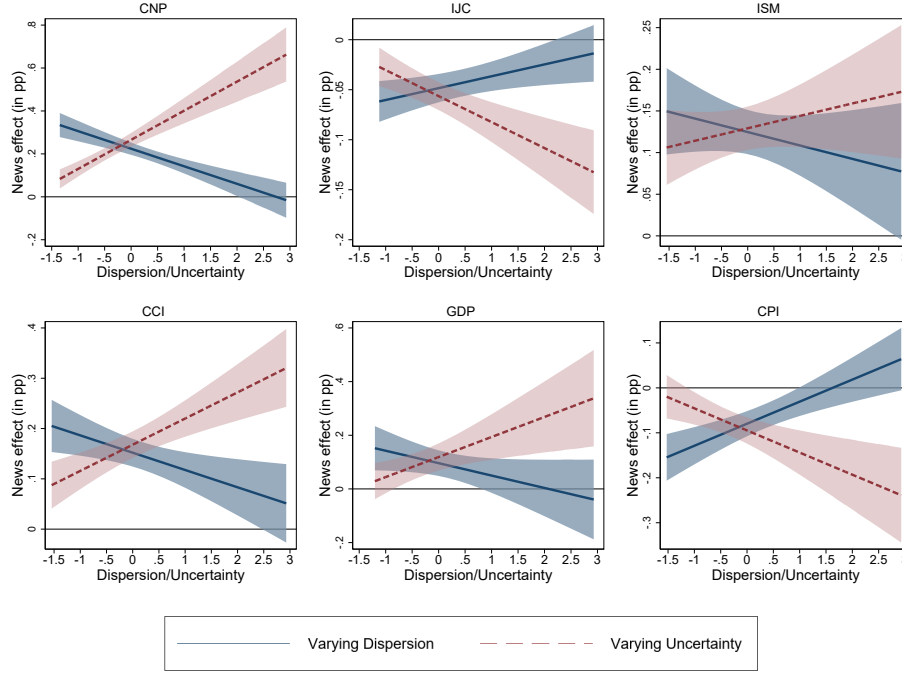 CNP
News effect (in pp)
.8
.6
.4
.2
0
-.2
-1.5 -1 -.5 0 .5 1 1.5 2 2.5 3
Dispersion/Uncertainty
IJC
News effect (in pp)
0
-.05
-.1
-.15
-.2
-1.5 -1 -.5 0 .5 1 1.5 2 2.5 3
Dispersion/Uncertainty
ISM
News effect (in pp)
.25
.2
.15
.1
.05
0
-1.5 -1 -.5 0 .5 1 1.5 2 2.5
Dispersion/Uncertainty
CCI
News effect (in pp)
.4
.3
.2
.1
0
-1.5 -1 -.5 0 .5 1 1.5 2 2.5 3
Dispersion/Uncertainty
GDP
News effect (in pp)
.6
.4
.2
0
-.2
-1.5 -1 -.5 0 .5 1 1.5 2 2.5 3
Dispersion/Uncertainty
CPI
News effect (in pp)
.1
0
-.1
-.2
-.3
-1.5 -1 -.5 0 .5 1 1.5 2 2.5
Dispersion/Uncertainty
Varying Dispersion Varying Uncertainty